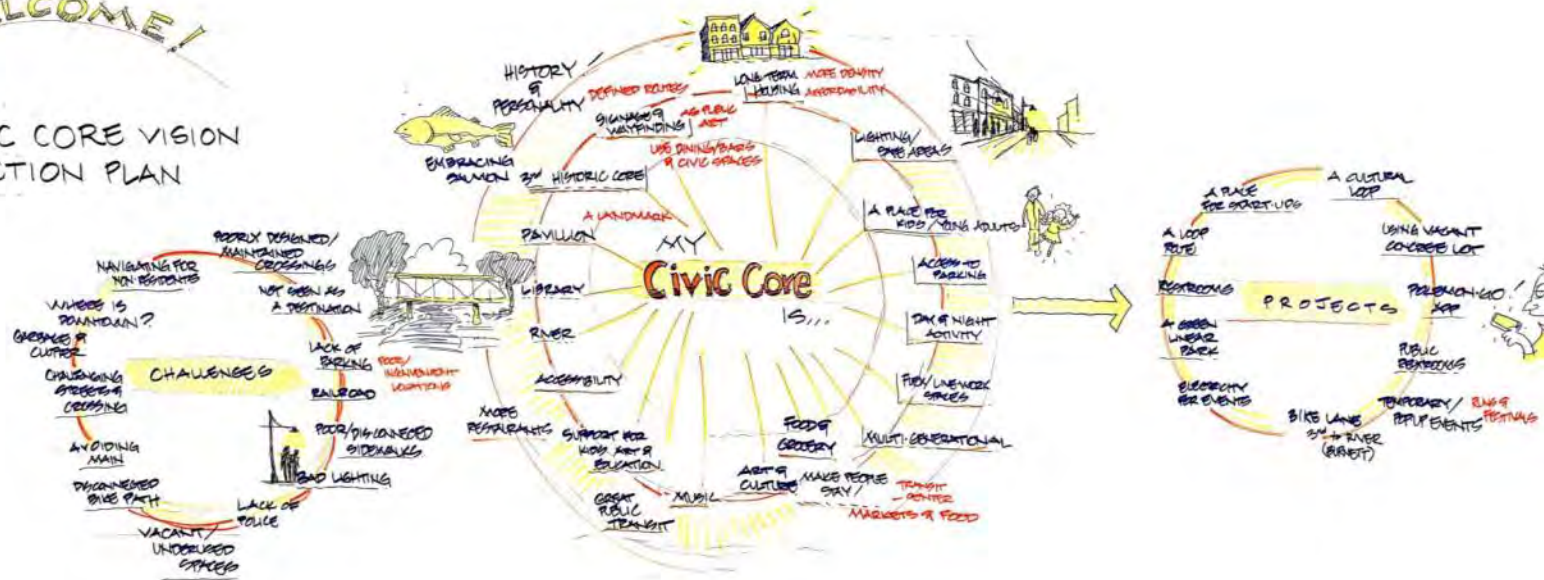 ELCOME!
C CORE VISION
CTION PLAN
CHALLENGES
POORLY DESIGNED/
MAINTAINED
CROSSINGS
NAVIGATING FOR
NON-RESIDENTS
NOT SEEN AS
A DESTINATION
WHERE IS
DOWNTOWN?
GARBAGE &
CLUTTER
LACK OF
PARKING
POOR/
INCONVENIENT
LOCATIONS
CHALLENGING
STREETS &
CROSSING
RAILROAD
AVOIDING
MAIN
POOR/DISCONNECTED
SIDEWALKS
DISCONNECTED
BIKE PATH
BAD LIGHTING
LACK OF
POLICE
VACANT/
UNDERUSED
SPACES
MY
Civic Core
IS...
HISTORY
&
PERSONALITY
DEFINED ROUTES
SIGNAGE &
WAYFINDING
AS PUBLIC
ART
LONG-TERM
HOUSING
MORE DENSITY
AFFORDABILITY
USE DINING/BARS
& CIVIC SPACES
EMBRACING
SALMON
3rd HISTORIC CORE
LIGHTING/
SAFE AREAS
A LANDMARK
PAVILLION
A PLACE FOR
KIDS/YOUNG ADULTS
LIBRARY
ACCESS TO
PARKING
RIVER
DAY & NIGHT
ACTIVITY
ACCESSIBILITY
FLEX/LIVE WORK
SPACES
MORE
RESTAURANTS
SUPPORT FOR
KIDS, ART &
EDUCATION
FOOD &
GROCERY
MULTI-GENERATIONAL
GREAT
PUBLIC
TRANSIT
MUSIC
ART &
CULTURE
MAKE PEOPLE
STAY/
TRANSIT
CENTER
MARKETS & FOOD
PROJECTS
A PLACE
FOR START-UPS
A CULTURAL
LOOP
A LOOP
ROUTE
USING VACANT
CONCRETE LOT
RESTROOMS
POKEMON-GO!
APP
A GREEN
LINEAR
PARK
PUBLIC
RESTROOMS
ELECTRICITY
FOR EVENTS
TEMPORARY/
POPUP EVENTS
RUNS &
FESTIVALS
BIKE LANE
3rd to RIVER
(BURNETT)